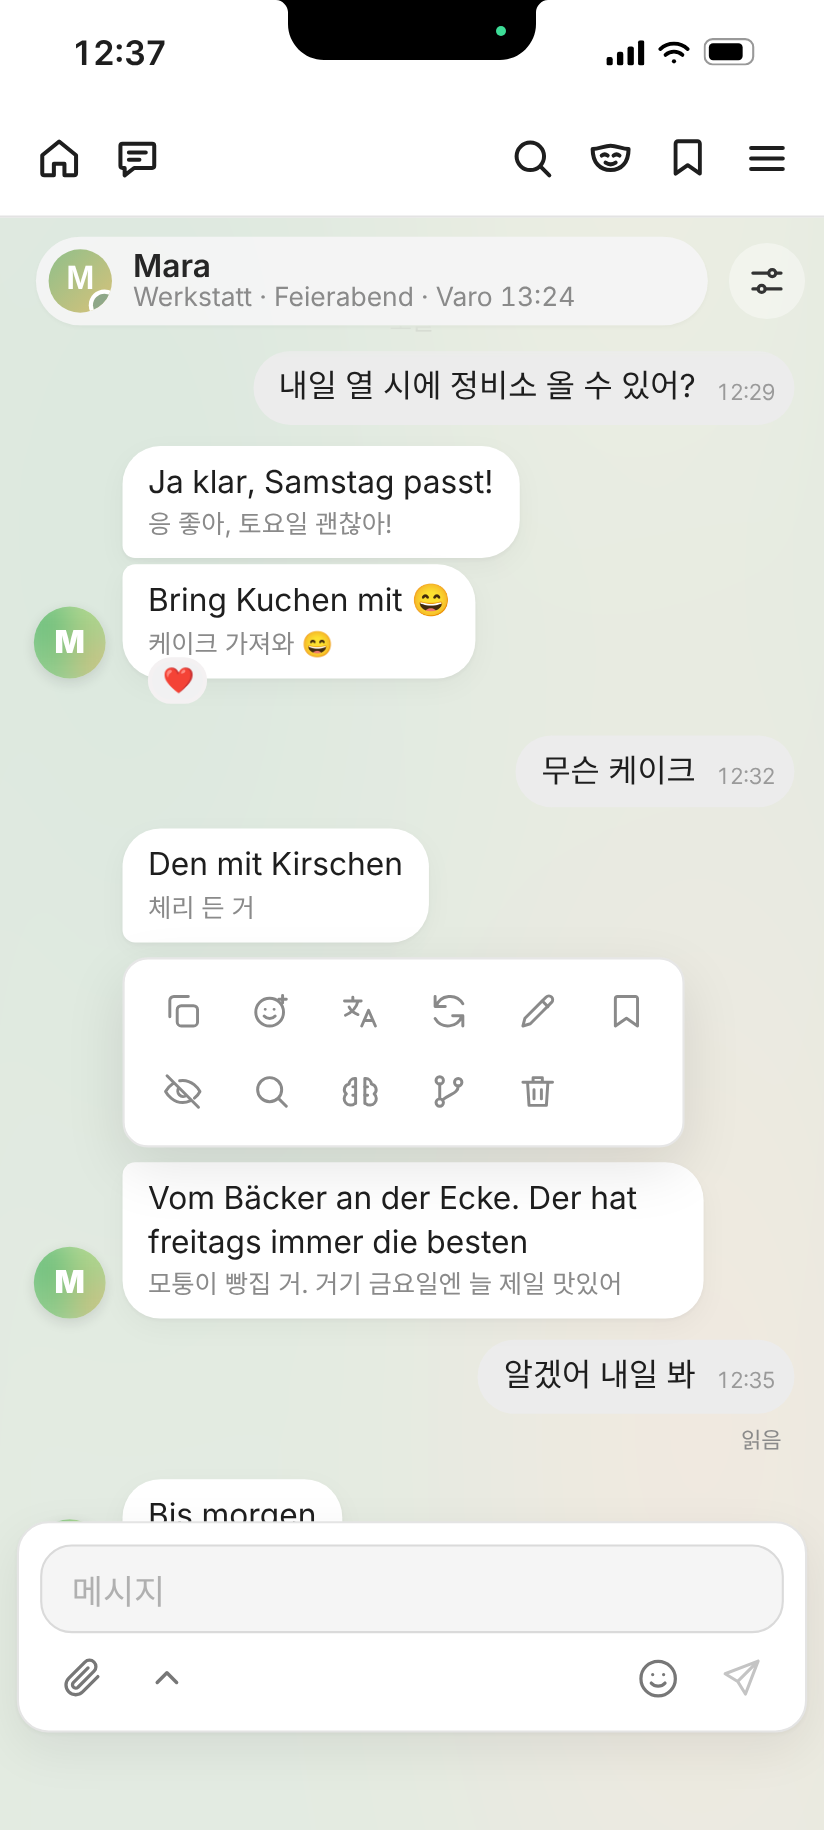 12:37
M
Mara
Werkstatt · Feierabend · Varo 13:24
내일 열 시에 정비소 올 수 있어? 12:29
Ja klar, Samstag passt!
응 좋아, 토요일 괜찮아!
Bring Kuchen mit 😄
케이크 가져와 😄
M
❤️
무슨 케이크 12:32
Den mit Kirschen
체리 든 거
Vom Bäcker an der Ecke. Der hat
freitags immer die besten
모퉁이 빵집 거. 거기 금요일엔 늘 제일 맛있어
M
알겠어 내일 봐 12:35
읽음
Bis morgen
메시지